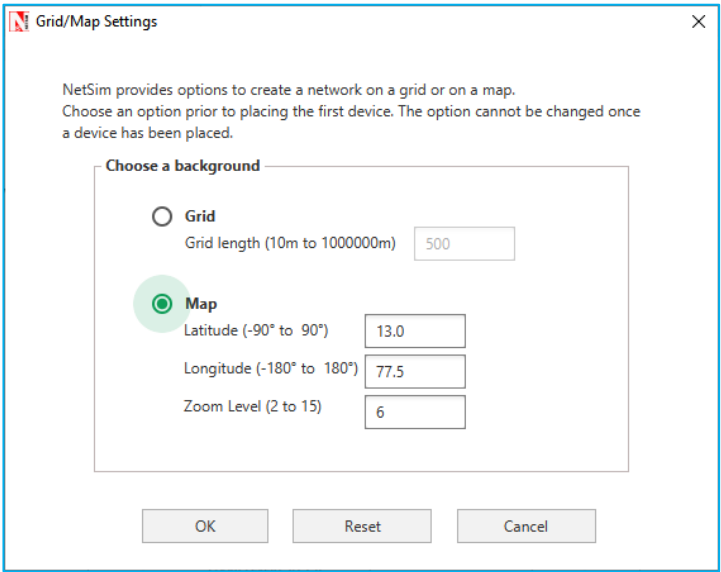 Grid/Map Settings
NetSim provides options to create a network on a grid or on a map.
Choose an option prior to placing the first device. The option cannot be changed once
a device has been placed.
Choose a background
Grid
Grid length (10m to 1000000m) 500
Map
Latitude (-90° to 90°) 13.0
Longitude (-180° to 180°) 77.5
Zoom Level (2 to 15) 6
OK Reset Cancel